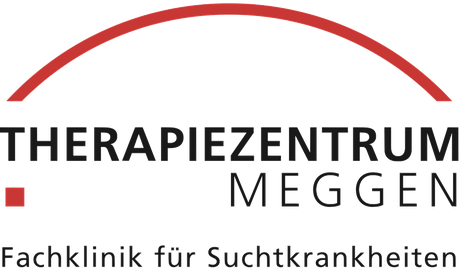 THERAPIEZENTRUM
MEGGEN
Fachklinik für Suchtkrankheiten